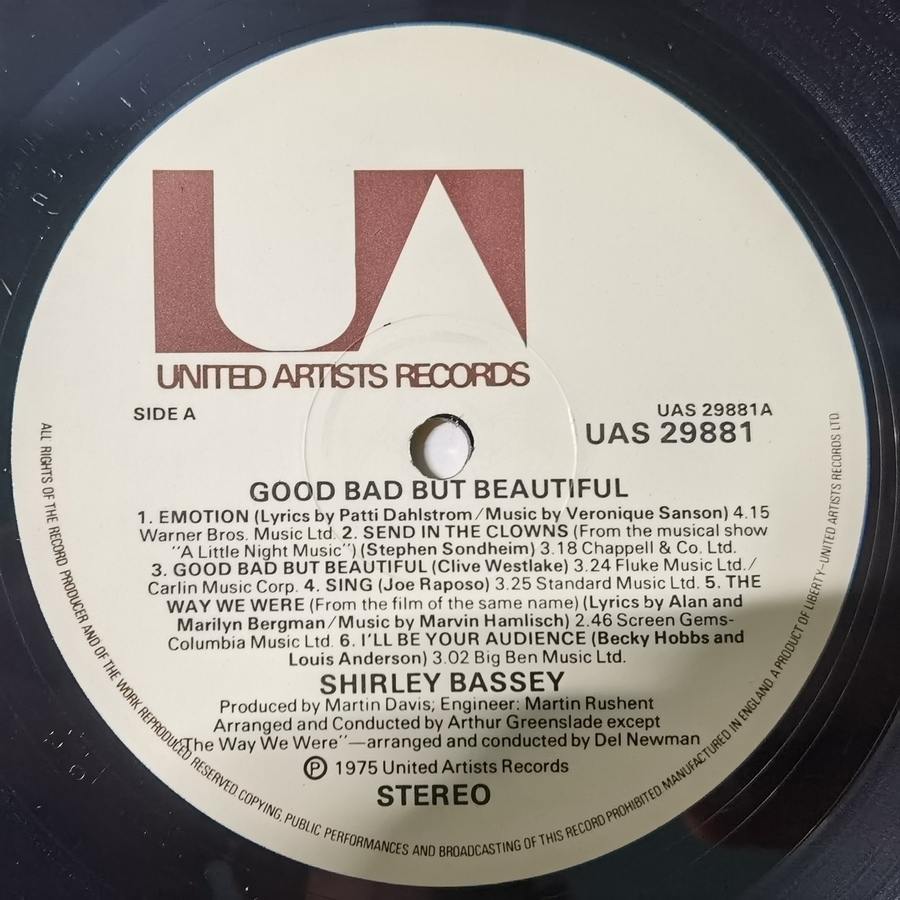 UA
UNITED ARTISTS RECORDS
SIDE A
UAS 29881A
UAS 29881
GOOD BAD BUT BEAUTIFUL
1. EMOTION (Lyrics by Patti Dahlstrom/Music by Veronique Sanson) 4.15
Warner Bros. Music Ltd. 2. SEND IN THE CLOWNS (From the musical show
"A Little Night Music") (Stephen Sondheim) 3.18 Chappell & Co. Ltd.
3. GOOD BAD BUT BEAUTIFUL (Clive Westlake) 3.24 Fluke Music Ltd./
Carlin Music Corp. 4. SING (Joe Raposo) 3.25 Standard Music Ltd. 5. THE
WAY WE WERE (From the film of the same name) (Lyrics by Alan and
Marilyn Bergman/Music by Marvin Hamlisch) 2.46 Screen Gems-
Columbia Music Ltd. 6. I'LL BE YOUR AUDIENCE (Becky Hobbs and
Louis Anderson) 3.02 Big Ben Music Ltd.
SHIRLEY BASSEY
Produced by Martin Davis; Engineer: Martin Rushent
Arranged and Conducted by Arthur Greenslade except
"The Way We Were"—arranged and conducted by Del Newman
Ⓟ 1975 United Artists Records
STEREO
ALL RIGHTS OF THE RECORD PRODUCER AND OF THE WORK REPRODUCED RESERVED. COPYING, PUBLIC PERFORMANCES AND BROADCASTING OF THIS RECORD PROHIBITED. MANUFACTURED IN ENGLAND A PRODUCT OF LIBERTY-UNITED ARTISTS RECORDS LTD